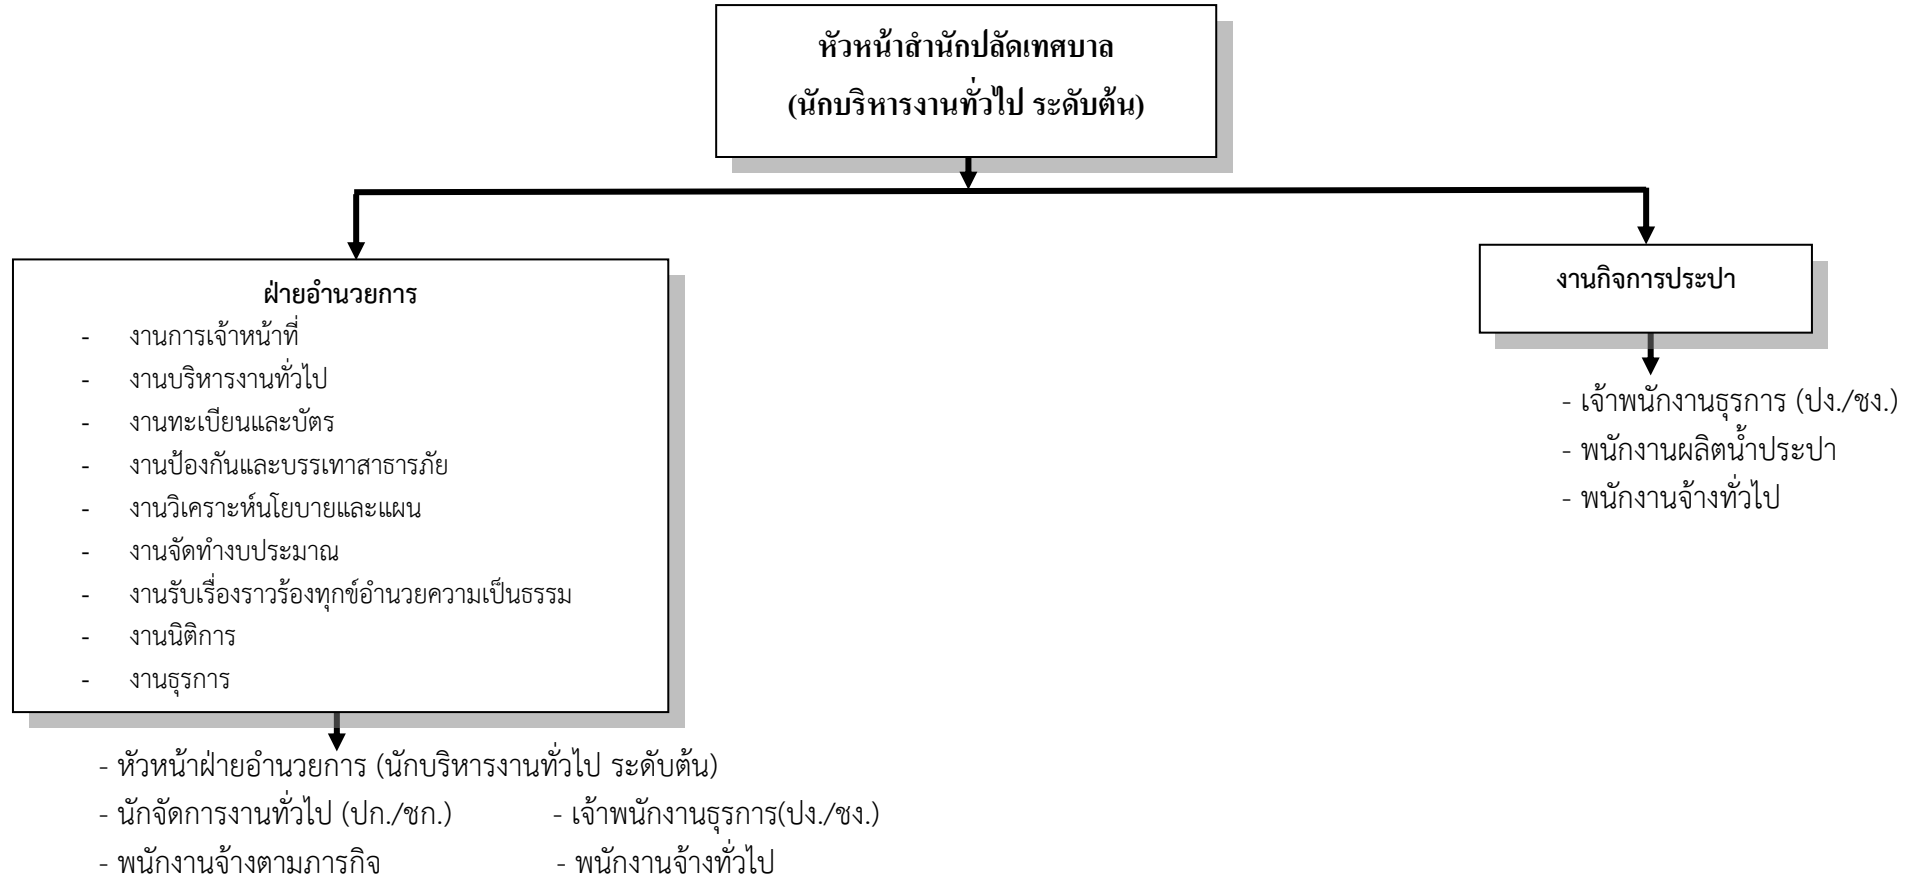 หัวหน้าสำนักปลัดเทศบาล
(นักบริหารงานทั่วไป ระดับต้น)
ฝ่ายอำนวยการ
- งานการเจ้าหน้าที่
- งานบริหารงานทั่วไป
- งานทะเบียนและบัตร
- งานป้องกันและบรรเทาสาธารภัย
- งานวิเคราะห์นโยบายและแผน
- งานจัดทำงบประมาณ
- งานรับเรื่องราวร้องทุกข์อำนวยความเป็นธรรม
- งานนิติการ
- งานธุรการ
- หัวหน้าฝ่ายอำนวยการ (นักบริหารงานทั่วไป ระดับต้น)
- นักจัดการงานทั่วไป (ปก./ชก.) - เจ้าพนักงานธุรการ(ปง./ชง.)
- พนักงานจ้างตามภารกิจ - พนักงานจ้างทั่วไป
งานกิจการประปา
- เจ้าพนักงานธุรการ (ปง./ชง.)
- พนักงานผลิตน้ำประปา
- พนักงานจ้างทั่วไป